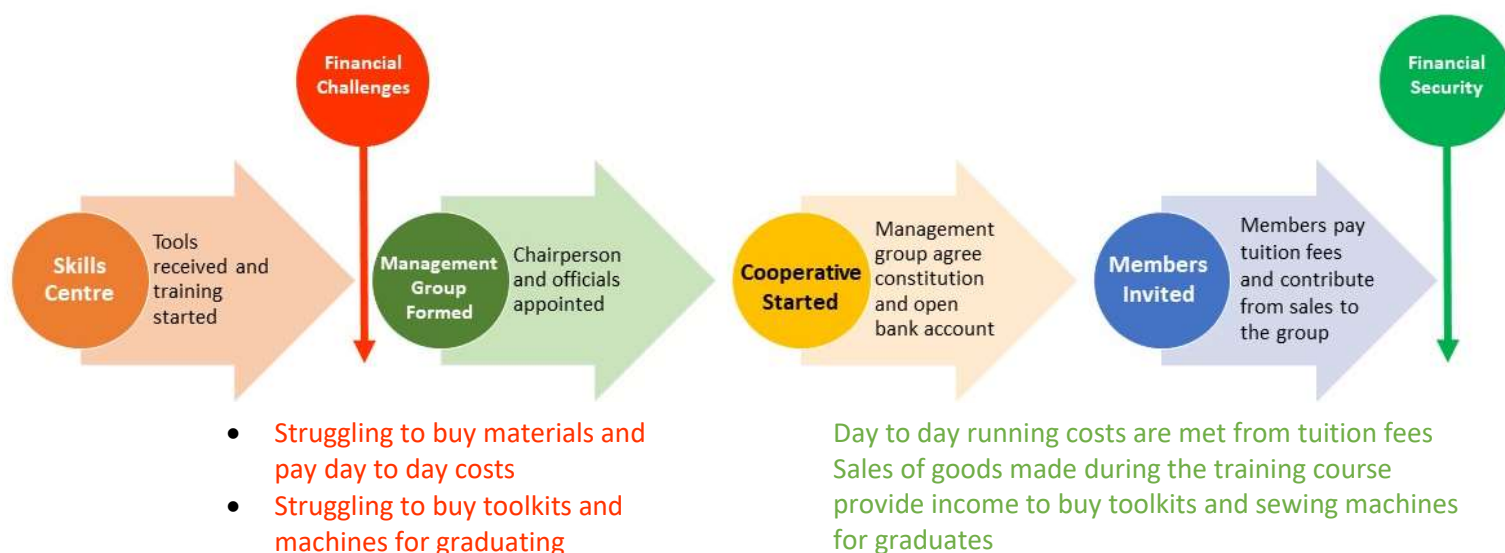 Financial
Challenges
Financial
Security
Skills
Centre
Tools
received and
training
started
Management
Group
Formed
Chairperson
and officials
appointed
Cooperative
Started
Management
group agree
constitution
and open
bank account
Members
Invited
Members pay
tuition fees
and contribute
from sales to
the group
• Struggling to buy materials and
pay day to day costs
• Struggling to buy toolkits and
machines for graduating
Day to day running costs are met from tuition fees
Sales of goods made during the training course
provide income to buy toolkits and sewing machines
for graduates